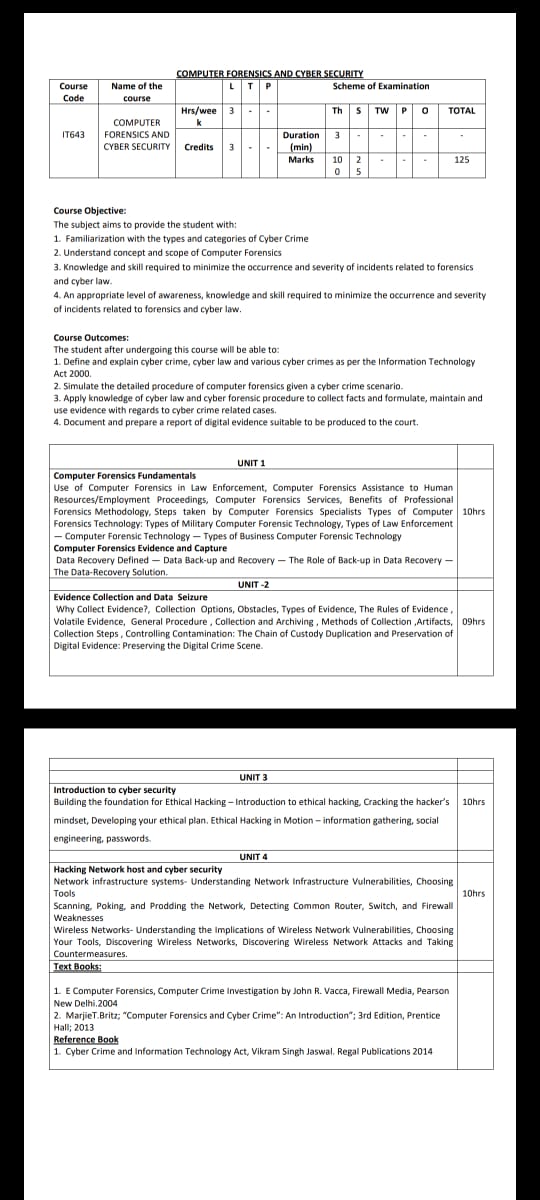 COMPUTER FORENSICS AND CYBER SECURITY
Course Code Name of the course L T P Scheme of Examination
IT643 COMPUTER FORENSICS AND CYBER SECURITY Hrs/week 3 - - Th S TW P O TOTAL
Duration (min) 3 - - - - -
Credits 3 - -
Marks 100 25 - - - 125
Course Objective:
The subject aims to provide the student with:
1. Familiarization with the types and categories of Cyber Crime
2. Understand concept and scope of Computer Forensics
3. Knowledge and skill required to minimize the occurrence and severity of incidents related to forensics
and cyber law.
4. An appropriate level of awareness, knowledge and skill required to minimize the occurrence and severity
of incidents related to forensics and cyber law.
Course Outcomes:
The student after undergoing this course will be able to:
1. Define and explain cyber crime, cyber law and various cyber crimes as per the Information Technology
Act 2000.
2. Simulate the detailed procedure of computer forensics given a cyber crime scenario.
3. Apply knowledge of cyber law and cyber forensic procedure to collect facts and formulate, maintain and
use evidence with regards to cyber crime related cases.
4. Document and prepare a report of digital evidence suitable to be produced to the court.
UNIT 1
Computer Forensics Fundamentals
Use of Computer Forensics in Law Enforcement, Computer Forensics Assistance to Human
Resources/Employment Proceedings, Computer Forensics Services, Benefits of Professional
Forensics Methodology, Steps taken by Computer Forensics Specialists Types of Computer 10hrs
Forensics Technology: Types of Military Computer Forensic Technology, Types of Law Enforcement
— Computer Forensic Technology — Types of Business Computer Forensic Technology
Computer Forensics Evidence and Capture
Data Recovery Defined — Data Back-up and Recovery — The Role of Back-up in Data Recovery —
The Data-Recovery Solution.
UNIT -2
Evidence Collection and Data Seizure
Why Collect Evidence?, Collection Options, Obstacles, Types of Evidence, The Rules of Evidence ,
Volatile Evidence, General Procedure , Collection and Archiving , Methods of Collection ,Artifacts, 09hrs
Collection Steps , Controlling Contamination: The Chain of Custody Duplication and Preservation of
Digital Evidence: Preserving the Digital Crime Scene.
UNIT 3
Introduction to cyber security
Building the foundation for Ethical Hacking – Introduction to ethical hacking, Cracking the hacker's 10hrs
mindset, Developing your ethical plan. Ethical Hacking in Motion – information gathering, social
engineering, passwords.
UNIT 4
Hacking Network host and cyber security
Network infrastructure systems- Understanding Network Infrastructure Vulnerabilities, Choosing
Tools 10hrs
Scanning, Poking, and Prodding the Network, Detecting Common Router, Switch, and Firewall
Weaknesses
Wireless Networks- Understanding the Implications of Wireless Network Vulnerabilities, Choosing
Your Tools, Discovering Wireless Networks, Discovering Wireless Network Attacks and Taking
Countermeasures.
Text Books:
1. E Computer Forensics, Computer Crime Investigation by John R. Vacca, Firewall Media, Pearson
New Delhi.2004
2. MarjieT.Britz; "Computer Forensics and Cyber Crime": An Introduction"; 3rd Edition, Prentice
Hall; 2013
Reference Book
1. Cyber Crime and Information Technology Act, Vikram Singh Jaswal. Regal Publications 2014